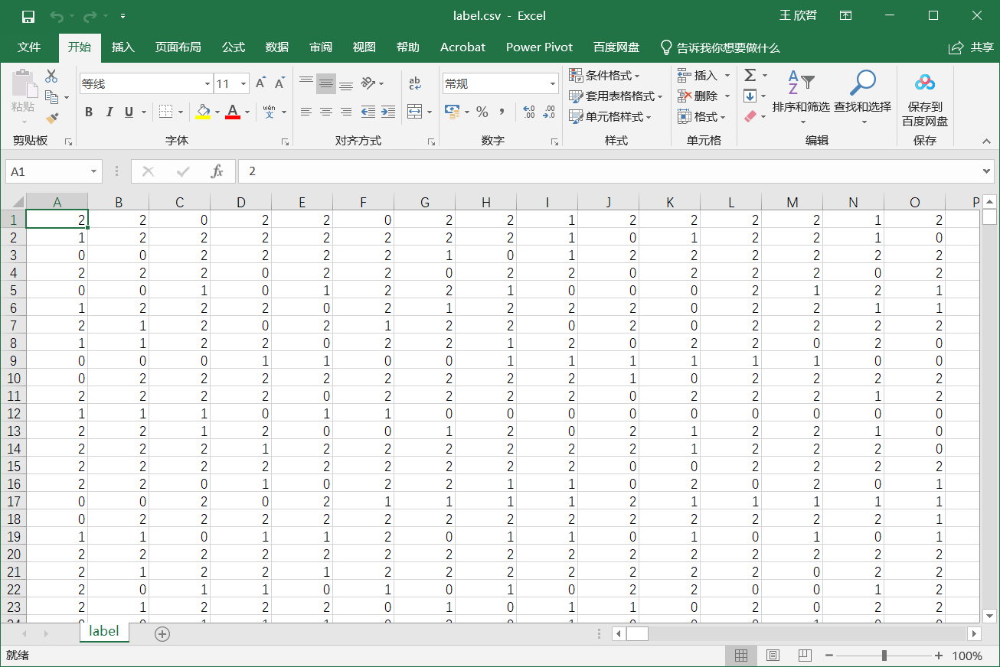 label.csv - Excel
王 欣哲
文件 开始 插入 页面布局 公式 数据 审阅 视图 帮助 Acrobat Power Pivot 百度网盘 告诉我你想要做什么 共享
粘贴 等线 11 A A ab c 常规 条件格式 插入 Σ A Z
套用表格格式 删除 排序和筛选 查找和选择 保存到
B I U A wén 文 % , .0 .00 .00 .0 单元格样式 格式 百度网盘
剪贴板 字体 对齐方式 数字 样式 单元格 编辑 保存
A1 fx 2
A B C D E F G H I J K L M N O P
1 2 2 0 2 2 0 2 2 1 2 2 2 2 1 2
2 1 2 2 2 2 2 2 2 1 0 1 2 2 1 0
3 0 0 2 2 2 2 1 0 1 2 2 2 2 2 2
4 2 2 2 0 2 2 0 2 2 0 2 2 2 0 2
5 0 0 1 0 1 2 2 1 0 0 0 2 1 2 1
6 1 2 2 2 0 2 1 2 2 2 0 2 2 1 1
7 2 1 2 0 2 1 2 2 0 2 0 2 2 2 2
8 1 1 2 2 0 2 2 1 2 0 2 2 0 2 0
9 0 0 0 1 1 0 0 1 1 1 1 1 1 0 0
10 0 2 2 2 2 2 2 2 2 1 0 2 2 2 2
11 2 2 2 2 0 2 2 2 2 0 2 2 2 1 2
12 1 1 1 0 1 1 0 0 0 0 0 0 0 0 0
13 2 2 1 2 0 0 1 2 0 2 1 2 2 1 0
14 2 2 2 1 2 2 2 2 2 2 1 2 2 2 0
15 2 2 2 2 2 2 2 2 2 0 0 2 2 2 2
16 2 2 0 1 0 2 2 1 1 0 2 0 2 0 1
17 0 0 2 0 2 1 1 1 1 2 1 1 1 1 1
18 0 2 2 2 2 2 2 2 2 2 2 2 2 2 1
19 1 1 0 1 1 2 0 1 1 0 1 0 1 0 1
20 2 2 2 2 2 2 2 2 2 2 2 2 2 2 2
21 2 1 2 2 1 2 2 2 2 2 2 2 0 2 2
22 2 0 1 1 0 1 0 1 0 2 2 0 0 1 2
23 2 1 2 2 2 0 1 0 1 1 0 2 0 2 2
label
就绪 100%